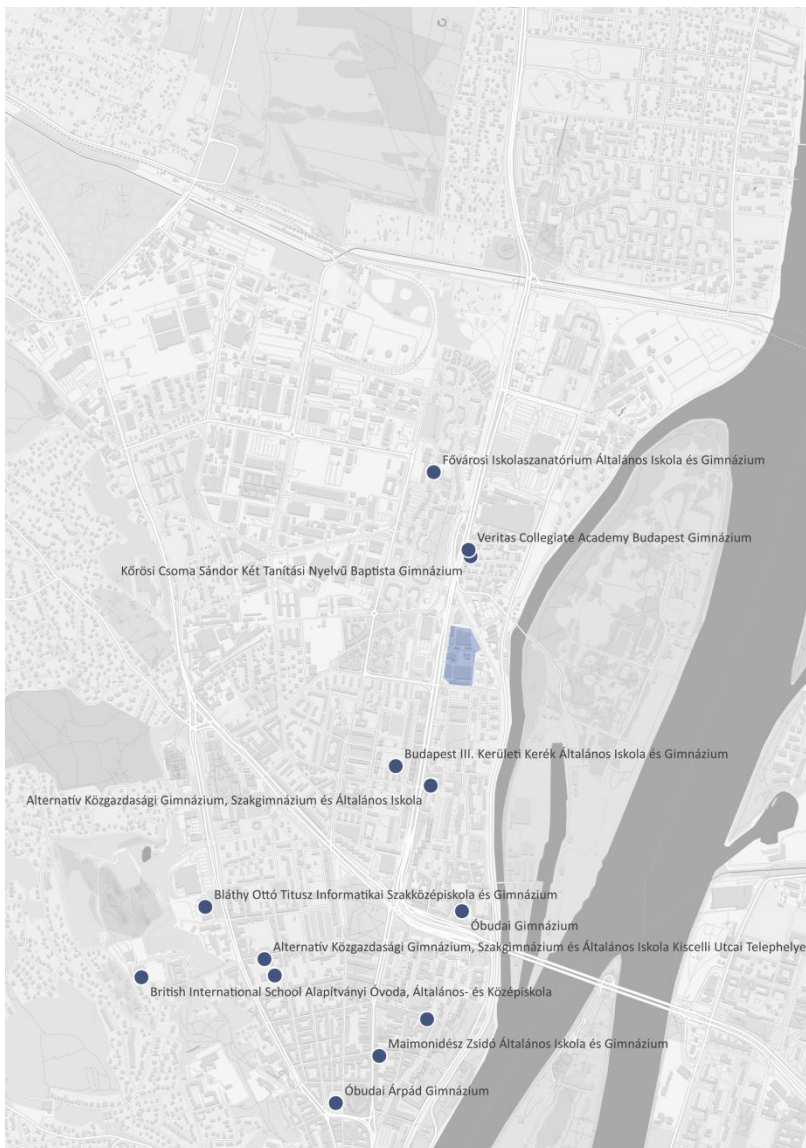 Fővárosi Iskolaszanatórium Általános Iskola és Gimnázium
Veritas Collegiate Academy Budapest Gimnázium
Kőrösi Csoma Sándor Két Tanítási Nyelvű Baptista Gimnázium
Budapest III. Kerületi Kerék Általános Iskola és Gimnázium
Alternatív Közgazdasági Gimnázium, Szakgimnázium és Általános Iskola
Bláthy Ottó Titusz Informatikai Szakközépiskola és Gimnázium
Óbudai Gimnázium
Alternatív Közgazdasági Gimnázium, Szakgimnázium és Általános Iskola Kiscelli Utcai Telephelye
British International School Alapítványi Óvoda, Általános- és Középiskola
Maimonidész Zsidó Általános Iskola és Gimnázium
Óbudai Árpád Gimnázium